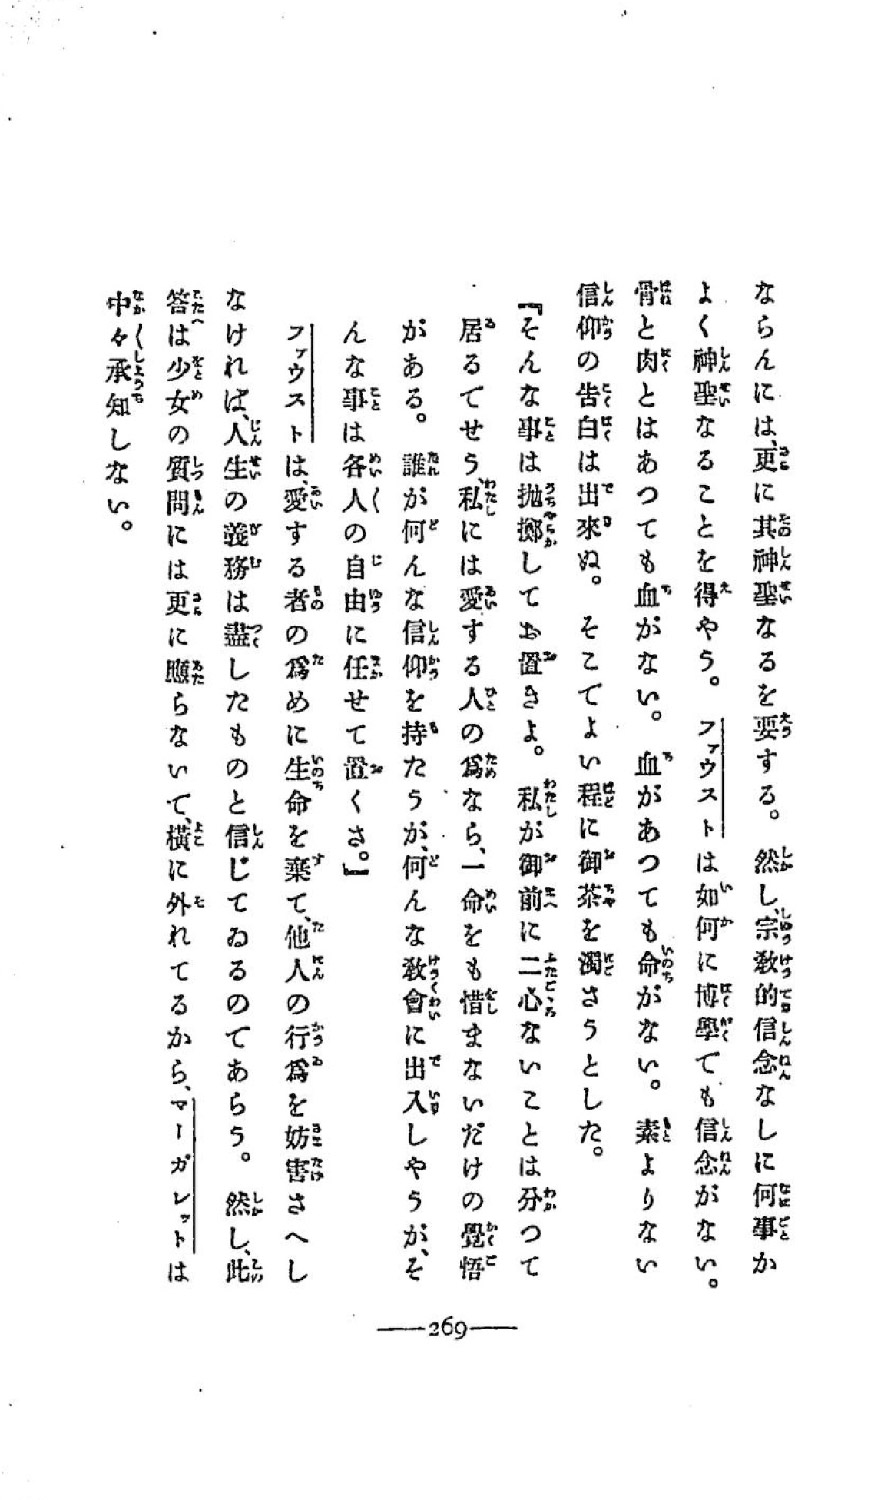 ならんには、更に其神聖なるを要する。然し、宗教的信念なしに何事か
よく神聖なることを得やう。ファウストは如何に博學でも信念がない。
骨と肉とはあつても血がない。血があつても命がない。素よりない
信仰の告白は出來ぬ。そこでよい程に御茶を濁さうとした。
『そんな事は抛擲してお置きよ。私が御前に二心ないことは分つて
居るでせう、私には愛する人の爲なら、一命をも惜まないだけの覺悟
がある。誰が何んな信仰を持たうが、何んな敎會に出入しやうが、そ
んな事は各人の自由に任せて置くさ。』
ファウストは、愛する者の爲めに生命を棄て、他人の行爲を妨害さへし
なければ、人生の義務は盡したものと信じてゐるのであらう。然し、此
答は少女の質問には更に應らないで、橫に外れてるから、マーガレットは
中々承知しない。
269